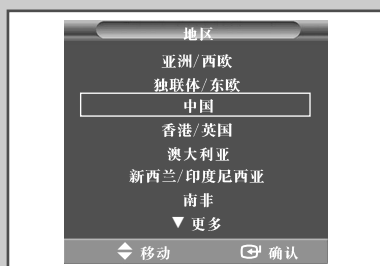 地区
亚洲/西欧
独联体/东欧
中国
香港/英国
澳大利亚
新西兰/印度尼西亚
南非
▼ 更多
移动 确认